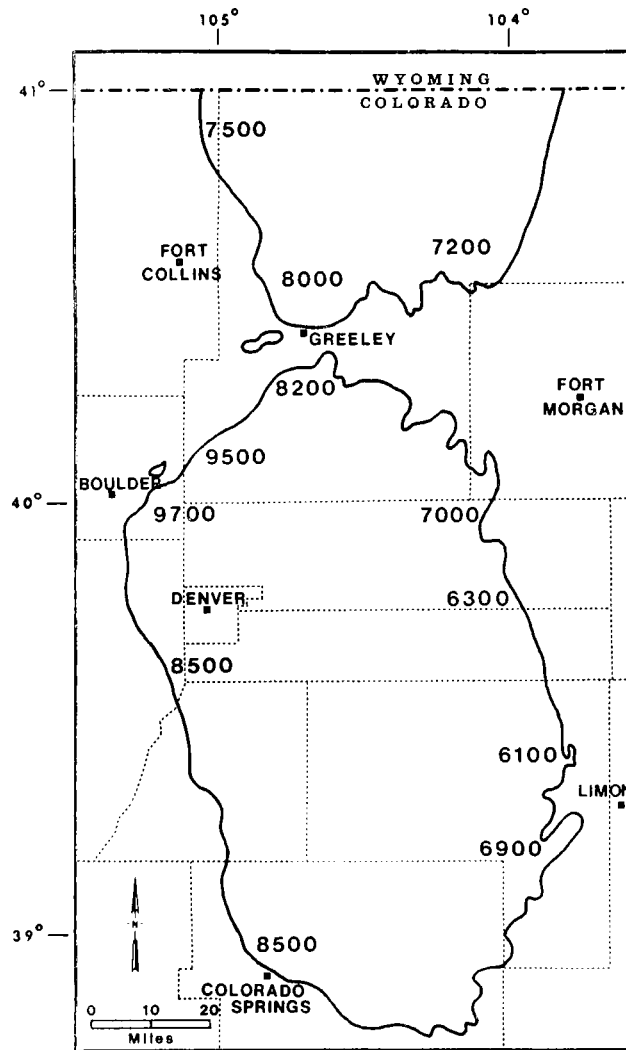 105° 104°
41°
WYOMING
COLORADO
7500
FORT
COLLINS
7200
8000
GREELEY
8200
FORT
MORGAN
9500
BOULDER
40°
9700
7000
DENVER
6300
8500
6100
LIMON
6900
N
39°
8500
COLORADO
SPRINGS
0 10 20
Miles